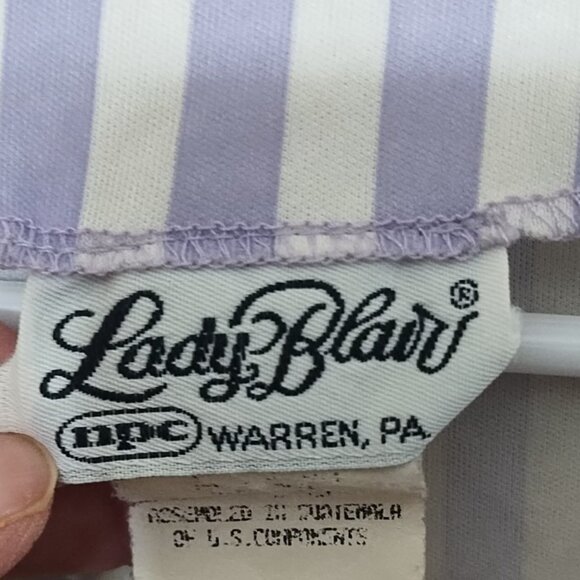 Lady Blair®
npc WARREN, PA.
ASSEMBLED IN GUATEMALA
OF U.S.COMPONENTS